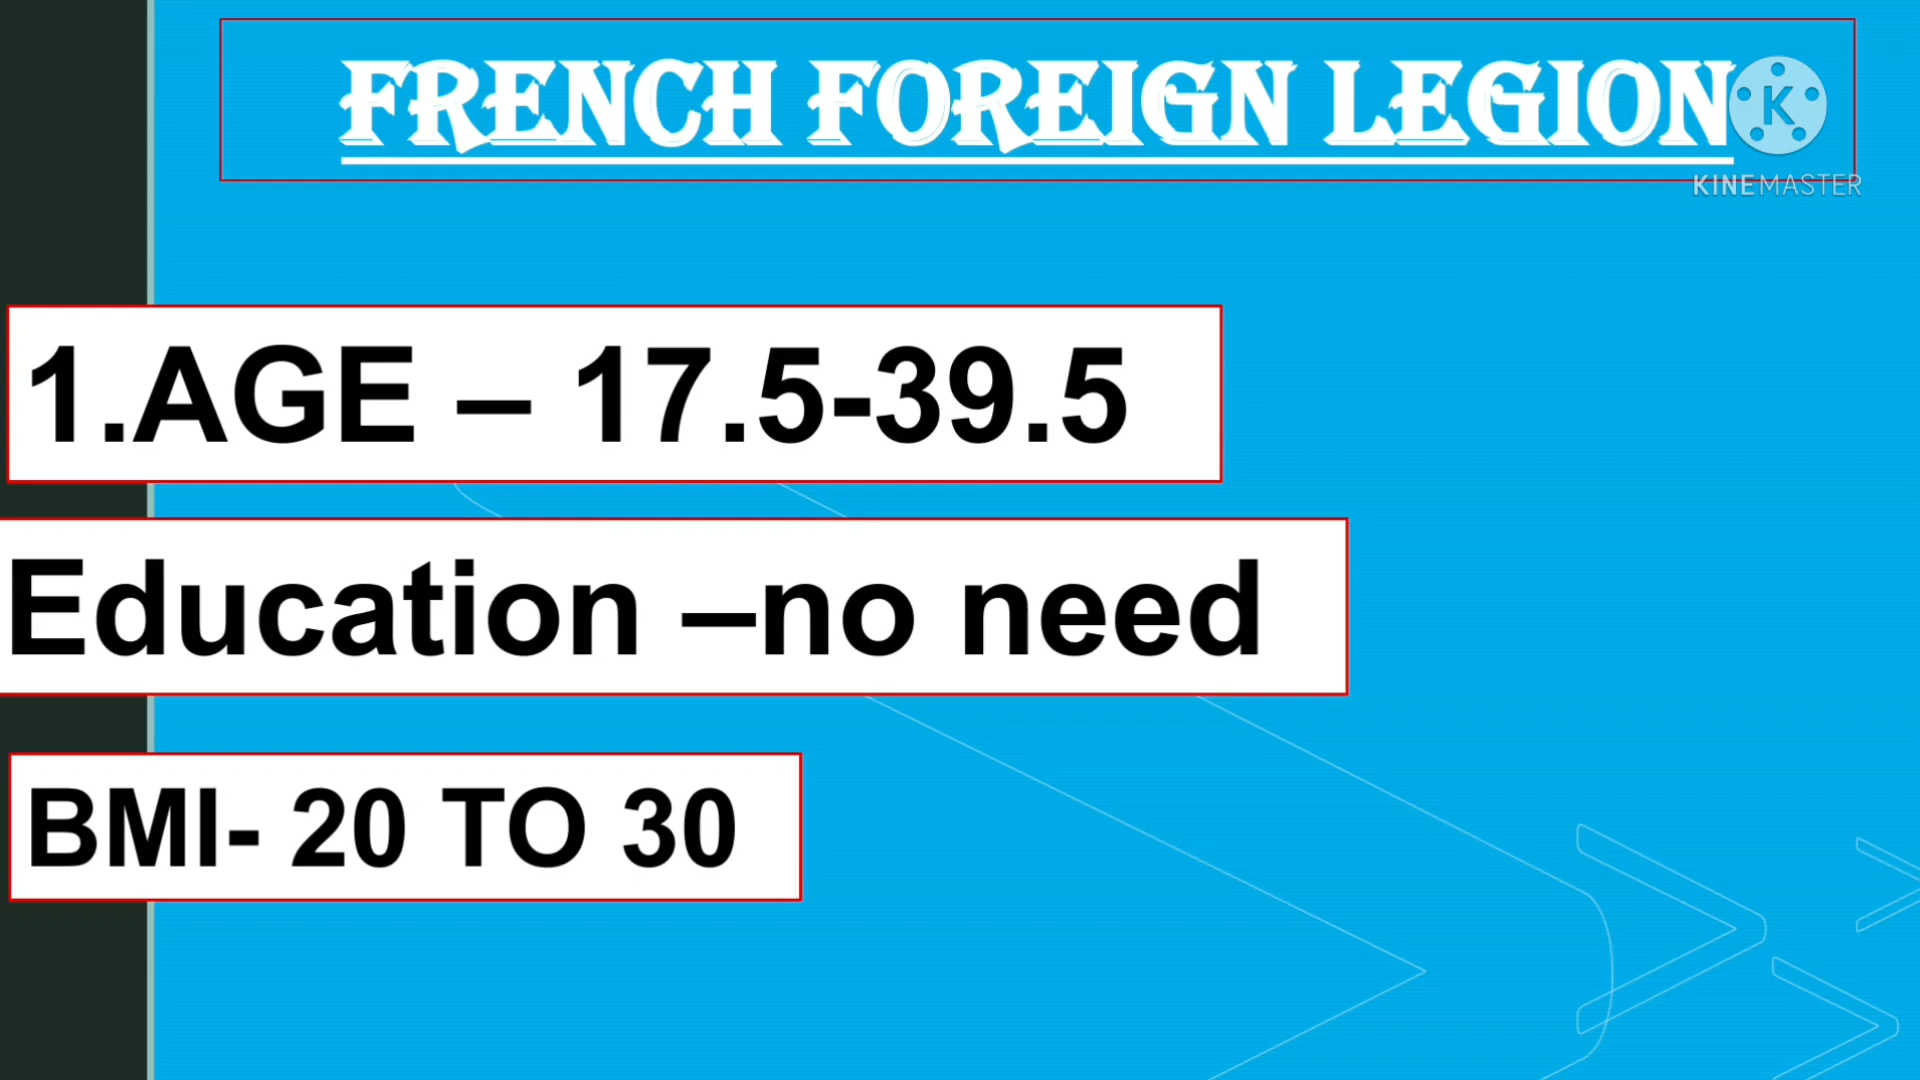 FRENCH FOREIGN LEGION
K
KINEMASTER
1.AGE – 17.5-39.5
Education –no need
BMI- 20 TO 30